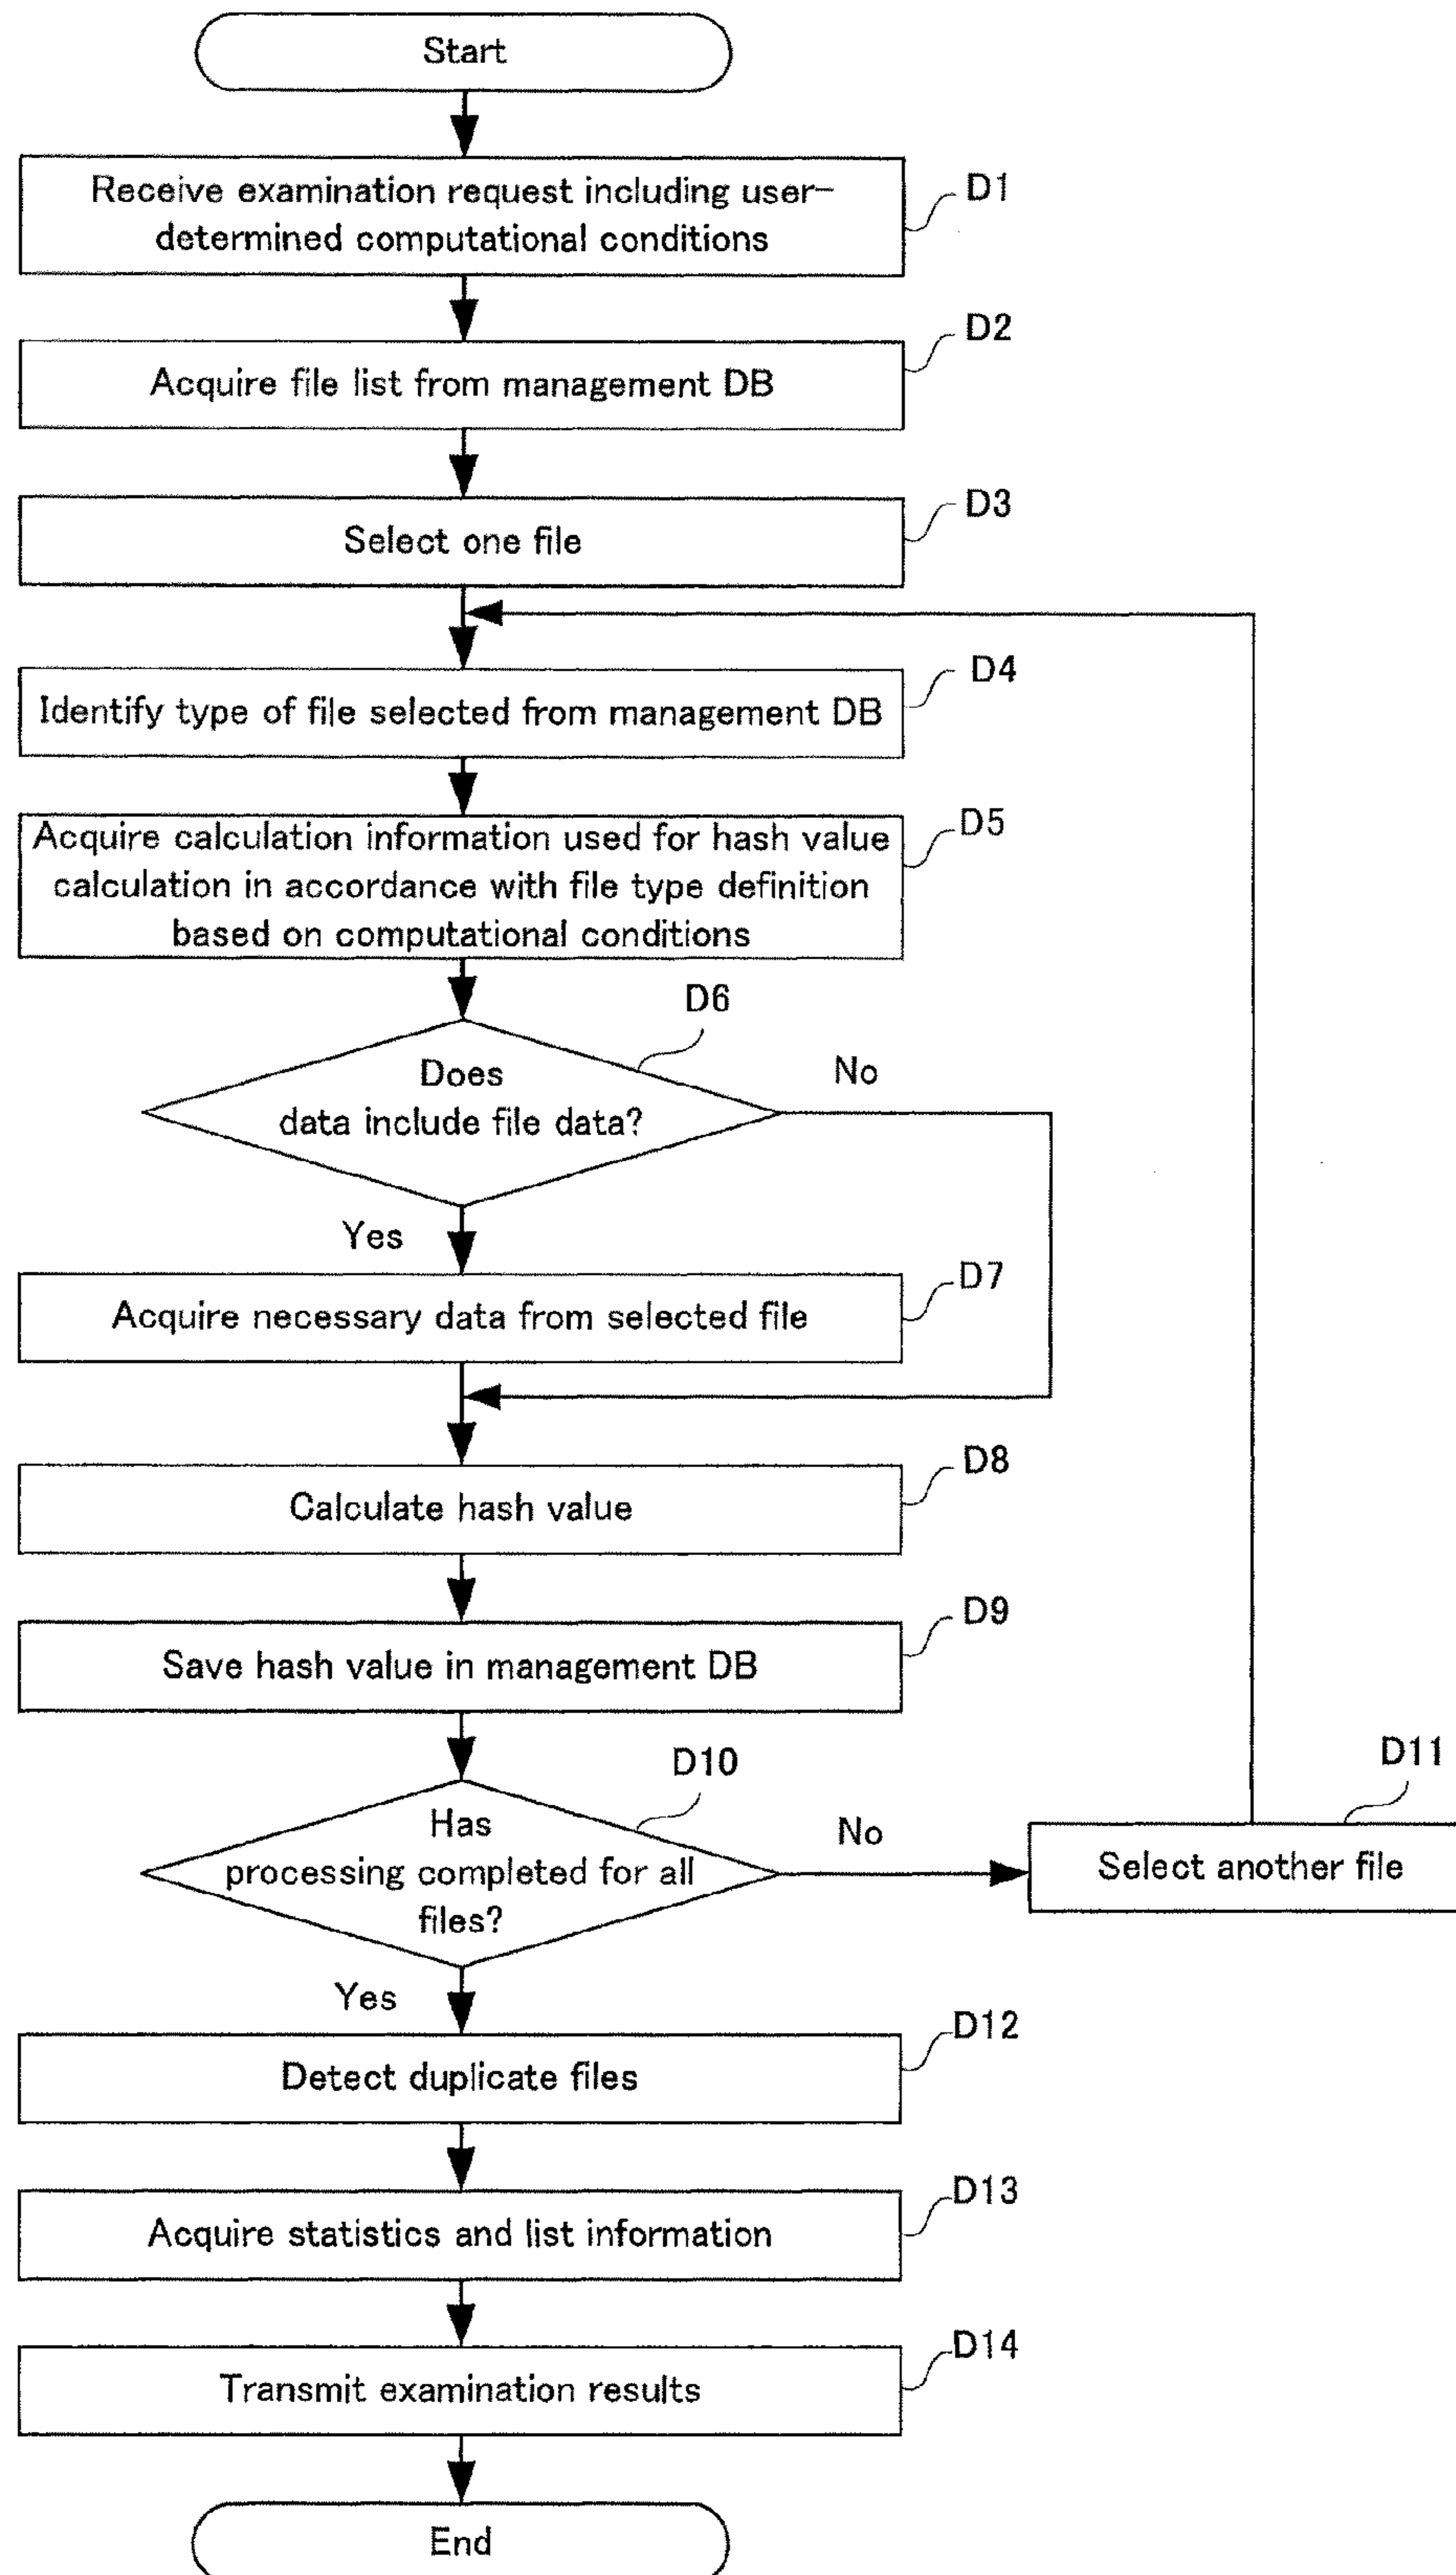 Start
Receive examination request including user-
determined computational conditions
D1
Acquire file list from management DB
D2
Select one file
D3
Identify type of file selected from management DB
D4
Acquire calculation information used for hash value
calculation in accordance with file type definition
based on computational conditions
D5
Does
data include file data?
D6
No
Yes
Acquire necessary data from selected file
D7
Calculate hash value
D8
Save hash value in management DB
D9
Has
processing completed for all
files?
D10
No
Select another file
D11
Yes
Detect duplicate files
D12
Acquire statistics and list information
D13
Transmit examination results
D14
End